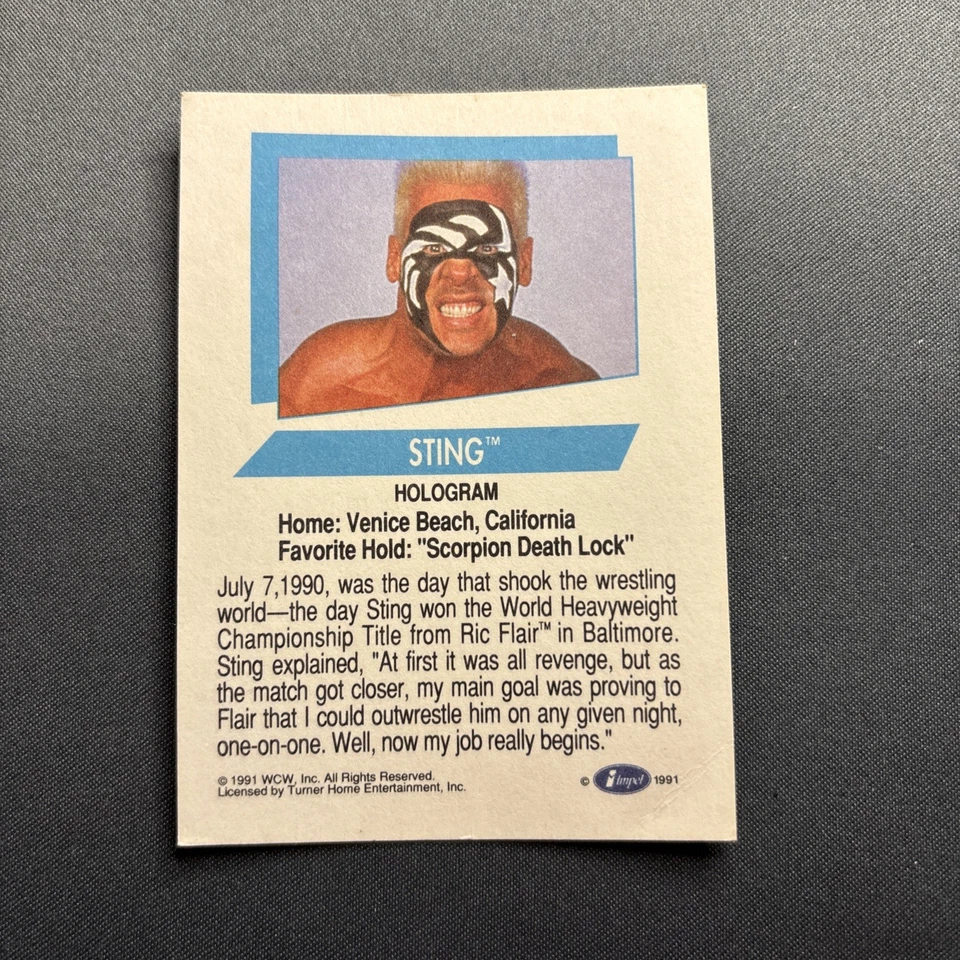 STING™
HOLOGRAM
Home: Venice Beach, California
Favorite Hold: "Scorpion Death Lock"
July 7,1990, was the day that shook the wrestling
world—the day Sting won the World Heavyweight
Championship Title from Ric Flair™ in Baltimore.
Sting explained, "At first it was all revenge, but as
the match got closer, my main goal was proving to
Flair that I could outwrestle him on any given night,
one-on-one. Well, now my job really begins."
© 1991 WCW, Inc. All Rights Reserved.
Licensed by Turner Home Entertainment, Inc.
© Impel 1991